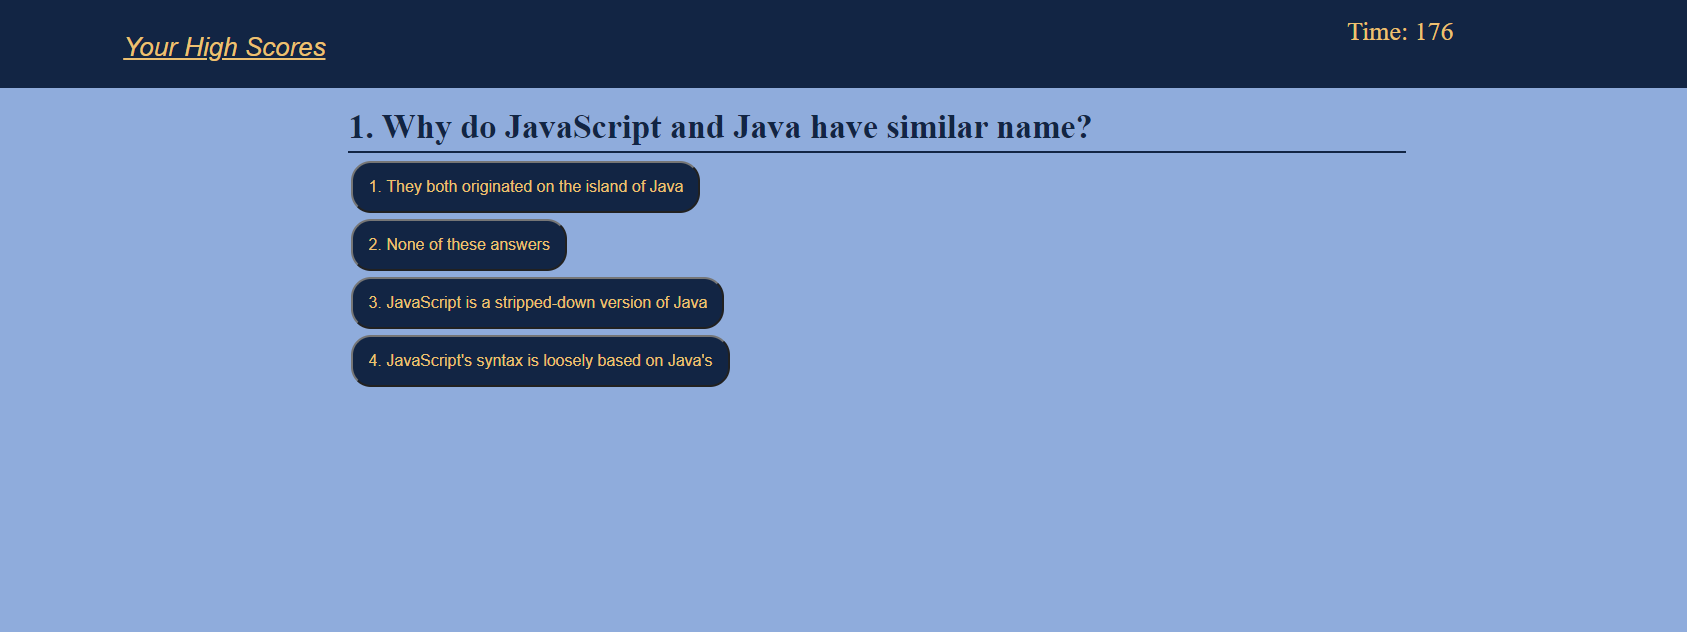 Your High Scores
Time: 176
1. Why do JavaScript and Java have similar name?
1. They both originated on the island of Java
2. None of these answers
3. JavaScript is a stripped-down version of Java
4. JavaScript's syntax is loosely based on Java's